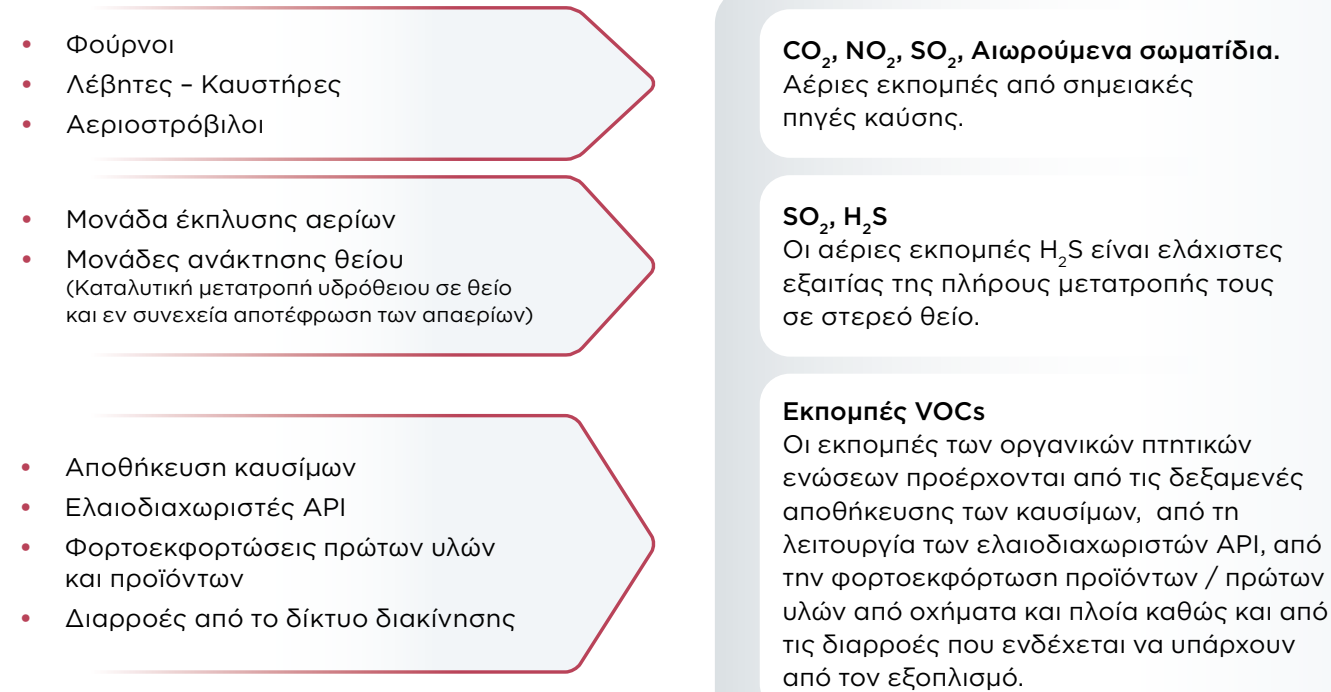 • Φούρνοι
• Λέβητες – Καυστήρες
• Αεριοστρόβιλοι
CO₂, NO₂, SO₂, Αιωρούμενα σωματίδια.
Αέριες εκπομπές από σημειακές
πηγές καύσης.
• Μονάδα έκπλυσης αερίων
• Μονάδες ανάκτησης θείου
(Καταλυτική μετατροπή υδρόθειου σε θείο
και εν συνεχεία αποτέφρωση των απαερίων)
SO₂, H₂S
Οι αέριες εκπομπές H₂S είναι ελάχιστες
εξαιτίας της πλήρους μετατροπής τους
σε στερεό θείο.
• Αποθήκευση καυσίμων
• Ελαιοδιαχωριστές API
• Φορτοεκφορτώσεις πρώτων υλών
και προϊόντων
• Διαρροές από το δίκτυο διακίνησης
Εκπομπές VOCs
Οι εκπομπές των οργανικών πτητικών
ενώσεων προέρχονται από τις δεξαμενές
αποθήκευσης των καυσίμων, από τη
λειτουργία των ελαιοδιαχωριστών API, από
την φορτοεκφόρτωση προϊόντων / πρώτων
υλών από οχήματα και πλοία καθώς και από
τις διαρροές που ενδέχεται να υπάρχουν
από τον εξοπλισμό.